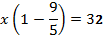 x(1 − 9/5) = 32